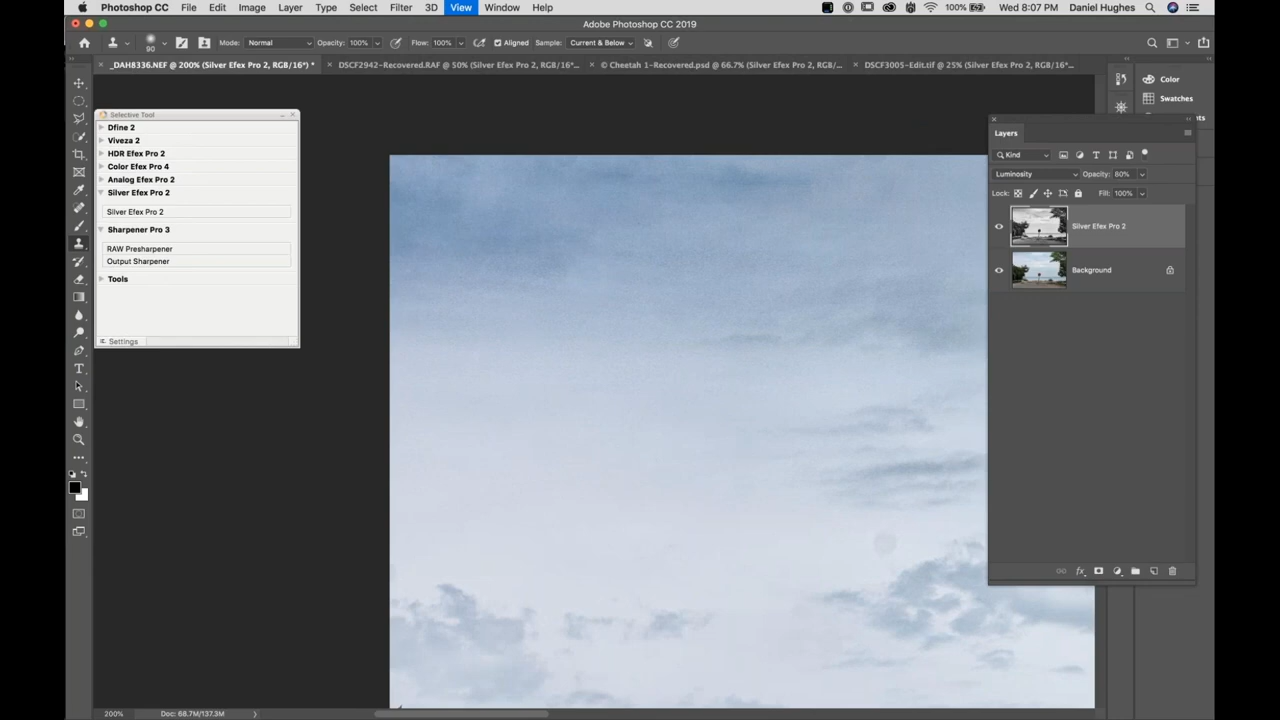 Photoshop CC File Edit Image Layer Type Select Filter 3D View Window Help 100% Wed 8:07 PM Daniel Hughes
Adobe Photoshop CC 2019
90 Mode: Normal Opacity: 100% Flow: 100% Aligned Sample: Current & Below
_DAH8336.NEF @ 200% (Silver Efex Pro 2, RGB/16*) * DSCF2942-Recovered.RAF @ 50% (Silver Efex Pro 2, RGB/16*... © Cheetah 1-Recovered.psd @ 66.7% (Silver Efex Pro 2, RGB/... DSCF3005-Edit.tif @ 25% (Silver Efex Pro 2, RGB/16*...
Color
Swatches
Selective Tool
Dfine 2
Viveza 2
HDR Efex Pro 2
Color Efex Pro 4
Analog Efex Pro 2
Silver Efex Pro 2
Silver Efex Pro 2
Sharpener Pro 3
RAW Presharpener
Output Sharpener
Tools
Settings
Layers
Kind
Luminosity Opacity: 80%
Lock: Fill: 100%
Silver Efex Pro 2
Background
fx
200% Doc: 68.7M/137.3M